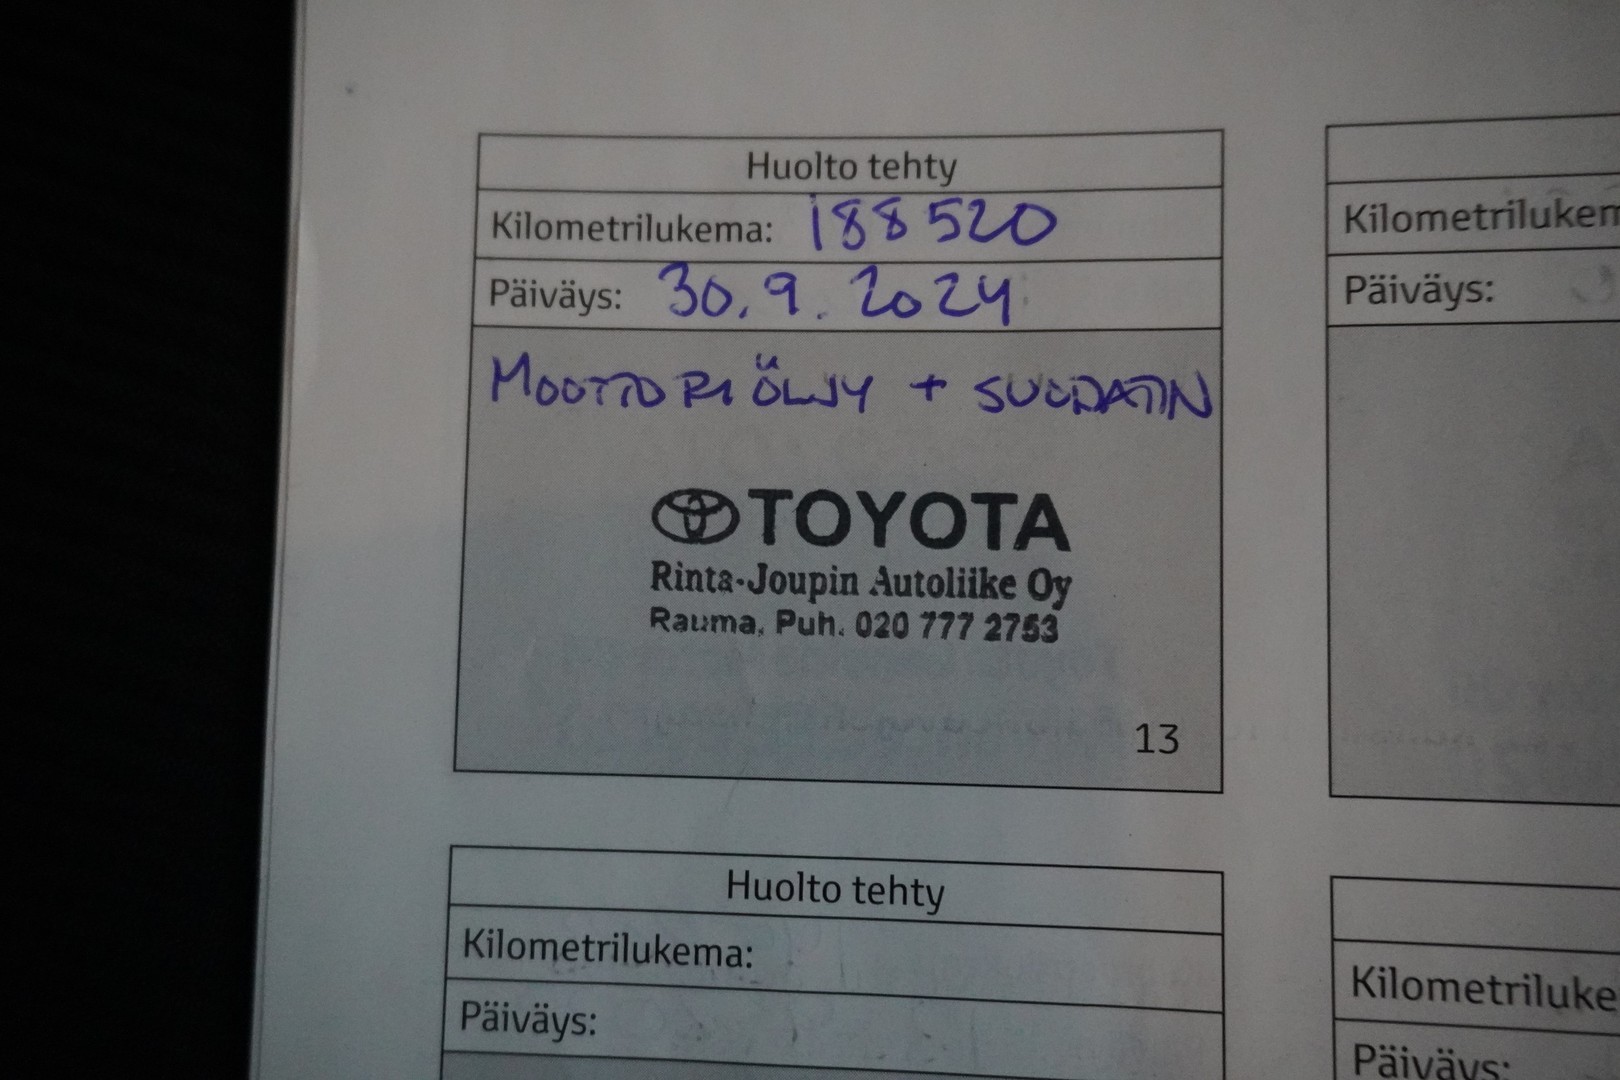 Huolto tehty
Kilometrilukema: 188520
Päiväys: 30.9.2024
MOOTTORIÖLJY + SUODATIN
TOYOTA
Rinta-Joupin Autoliike Oy
Rauma, Puh. 020 777 2753
13
Kilometrilukem
Päiväys:
Huolto tehty
Kilometrilukema:
Päiväys:
Kilometriluke
Päiväys: